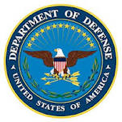 DEPARTMENT OF DEFENSE
UNITED STATES OF AMERICA